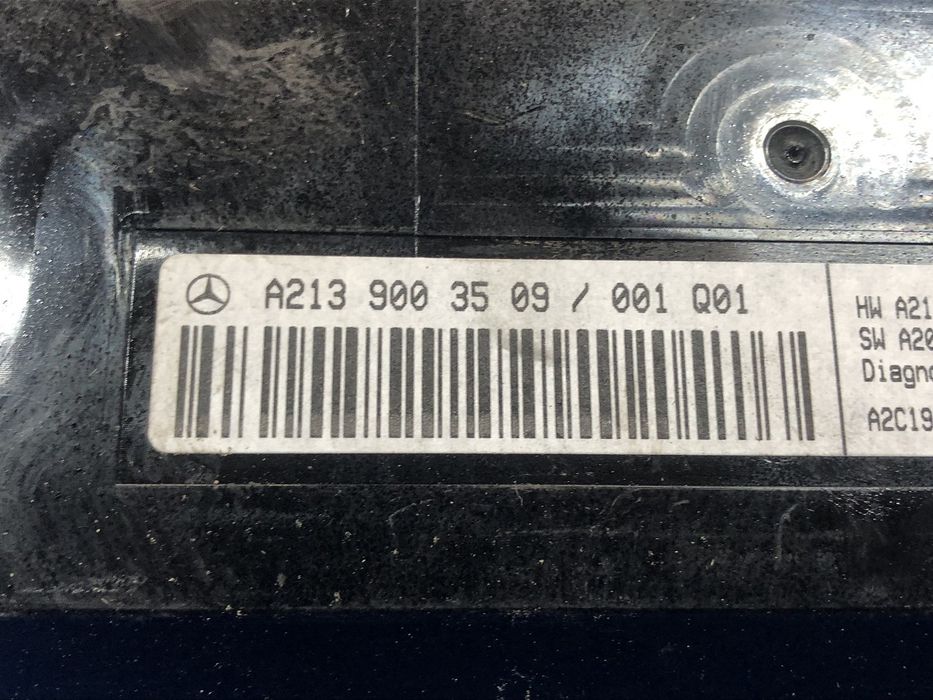 A213 900 35 09 / 001 Q01
HW A21
SW A20
Diagno
A2C19